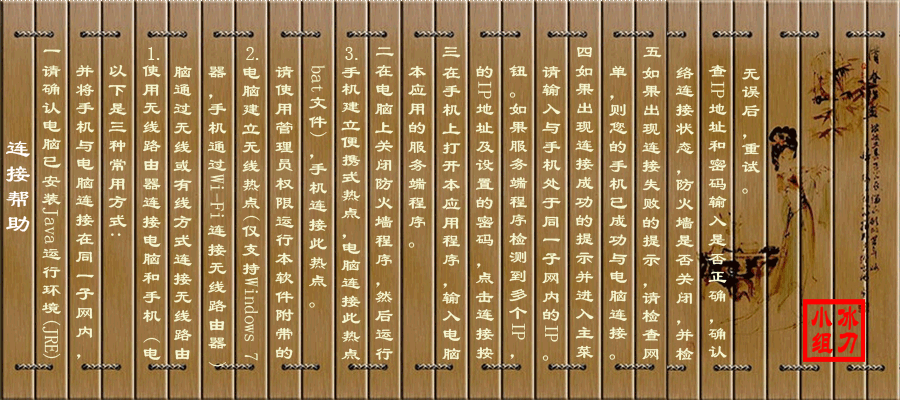 连接帮助
一请确认电脑已安装Java运行环境(JRE)
并将手机与电脑连接在同一子网内，
以下是三种常用方式：
1.使用无线路由器连接电脑和手机（电
脑通过无线或有线方式连接无线路由
器，手机通过Wi-Fi连接无线路由器）
2.电脑建立无线热点（仅支持Windows 7
请使用管理员权限运行本软件附带的
bat文件），手机连接此热点。
3.手机建立便携式热点，电脑连接此热点
二在电脑上关闭防火墙程序，然后运行
本应用的服务端程序。
三在手机上打开本应用程序，输入电脑
的IP地址及设置的密码，点击连接按
钮。如果服务端程序检测到多个IP，
请输入与手机处于同一子网内的IP。
四如果出现连接成功的提示并进入主菜
单，则您的手机已成功与电脑连接。
五如果出现连接失败的提示，请检查网
络连接状态，防火墙是否关闭，并检
查IP地址和密码输入是否正确，确认
无误后，重试。
冰刀
小组